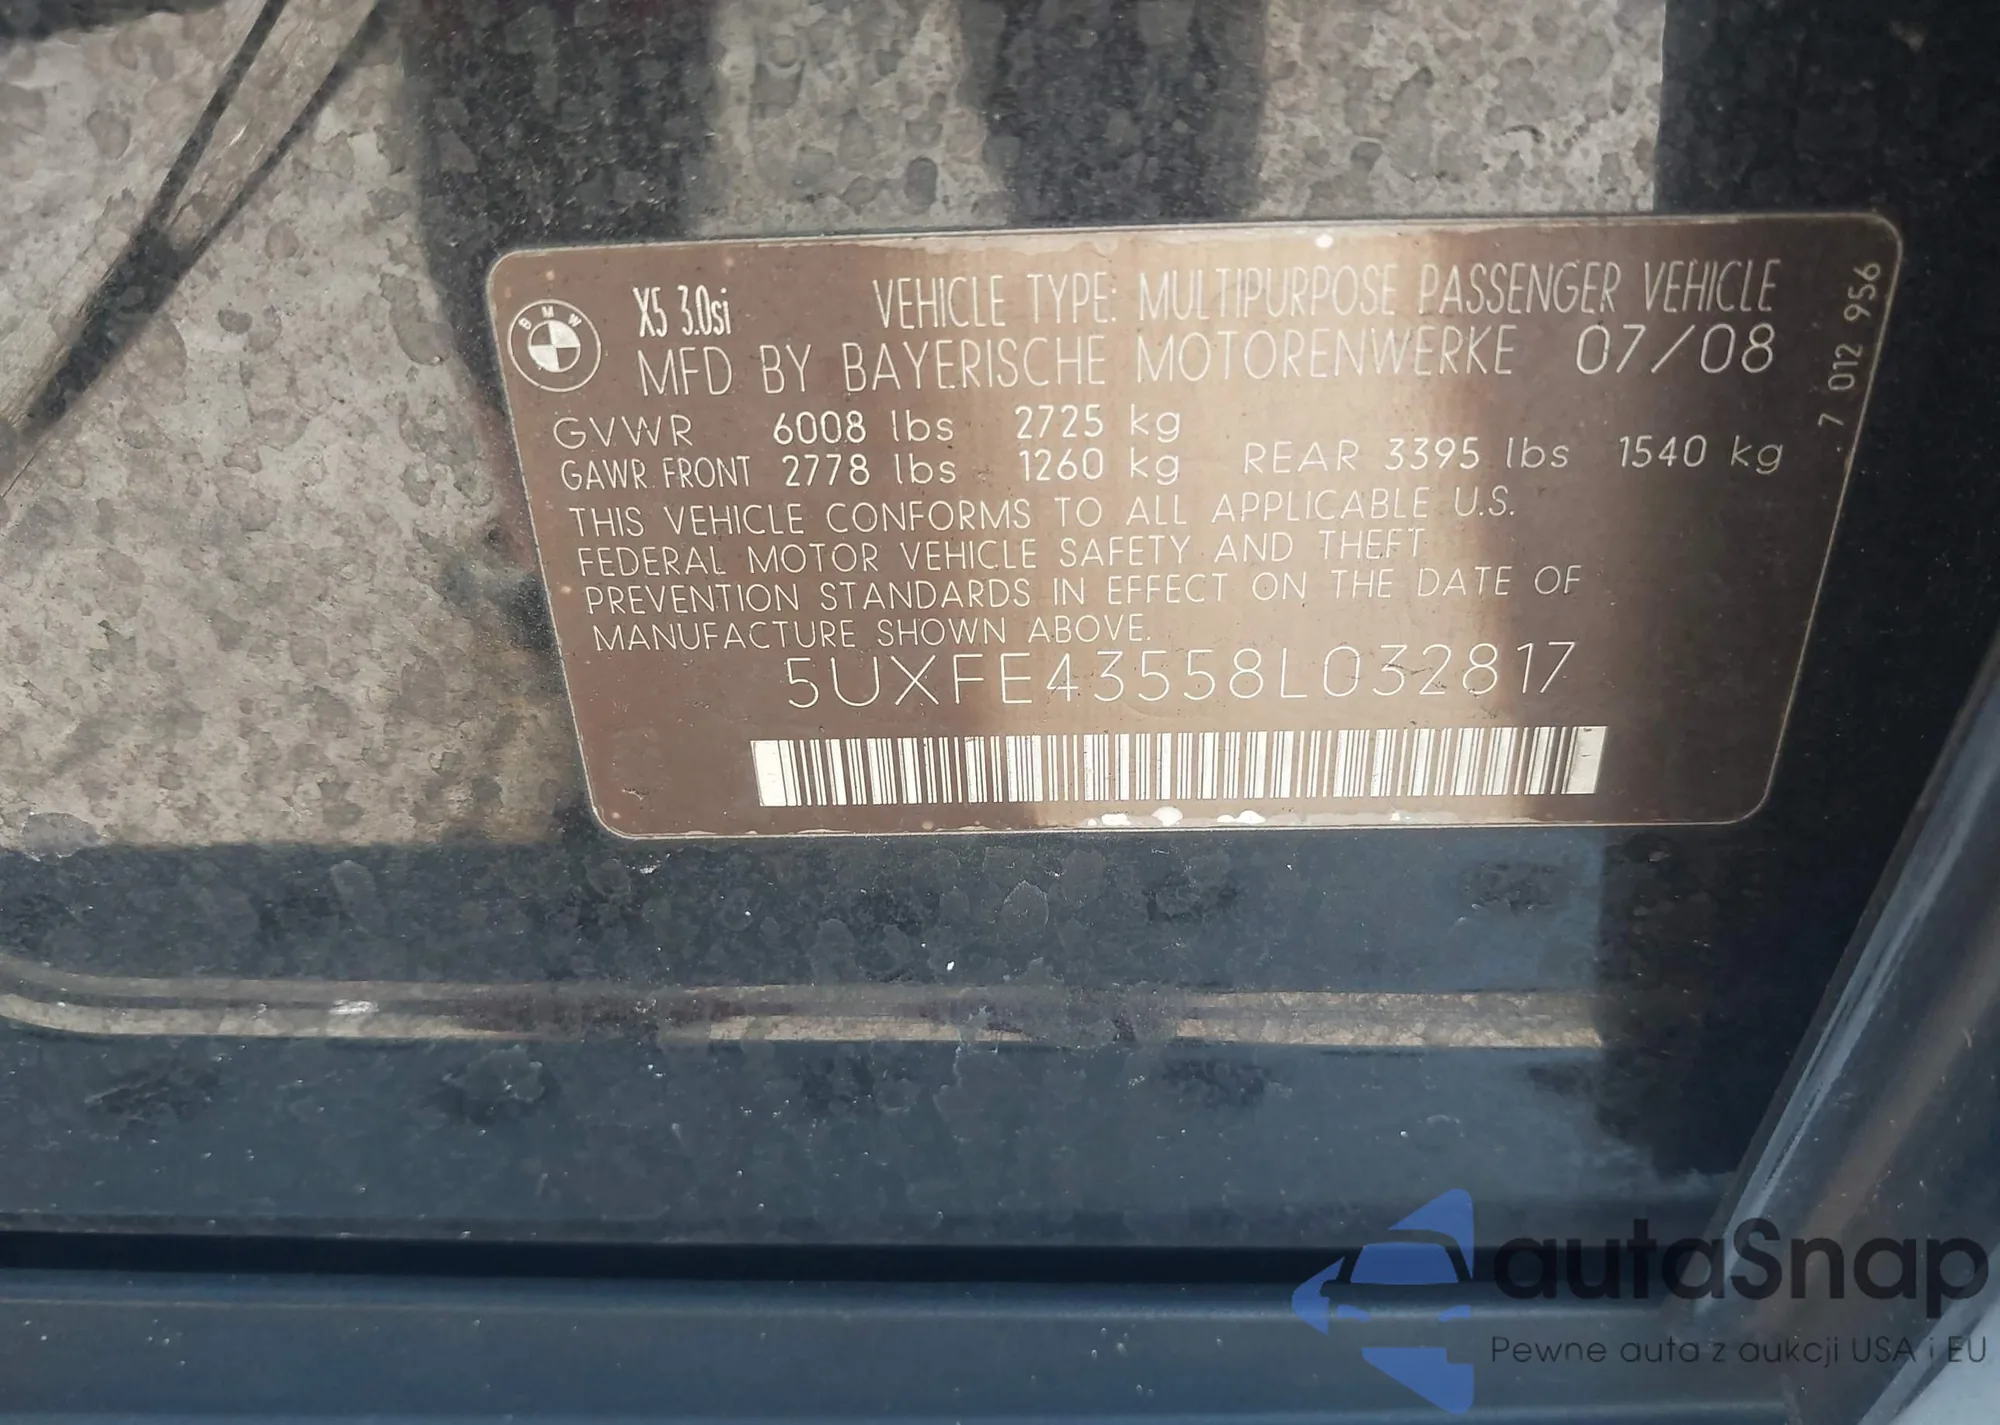 BMW
X5 3.0si
VEHICLE TYPE: MULTIPURPOSE PASSENGER VEHICLE
MFD BY BAYERISCHE MOTORENWERKE 07/08
GVWR 6008 lbs 2725 kg
GAWR FRONT 2778 lbs 1260 kg REAR 3395 lbs 1540 kg
THIS VEHICLE CONFORMS TO ALL APPLICABLE U.S.
FEDERAL MOTOR VEHICLE SAFETY AND THEFT
PREVENTION STANDARDS IN EFFECT ON THE DATE OF
MANUFACTURE SHOWN ABOVE.
5UXFE43558L032817
7 012 956
autaSnap
Pewne auta z aukcji USA i EU